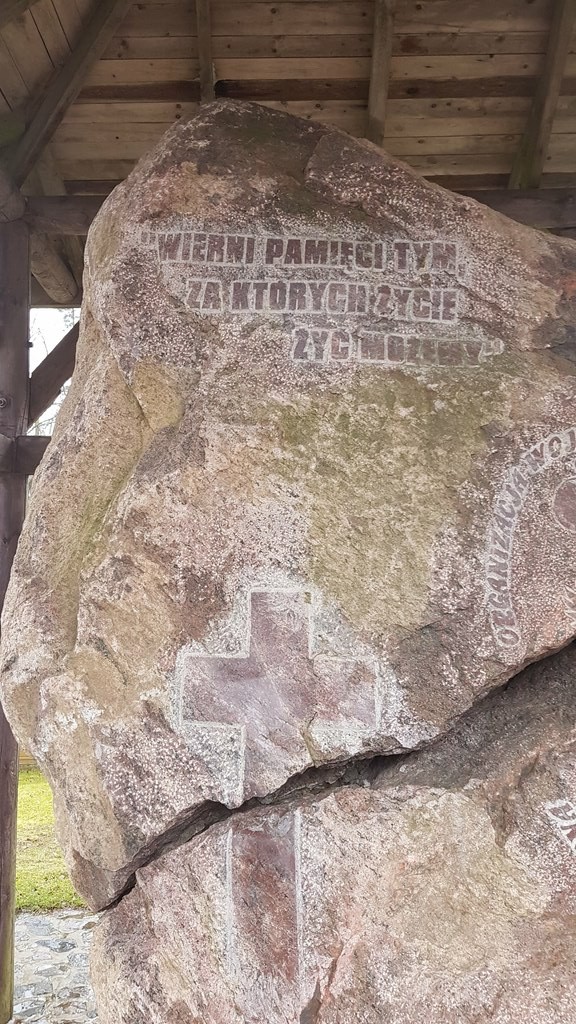 "WIERNI PAMIĘCI TYM,
ZA KTÓRYCH ŻYCIE
ŻYĆ MOŻEMY"
ORGANIZACJA